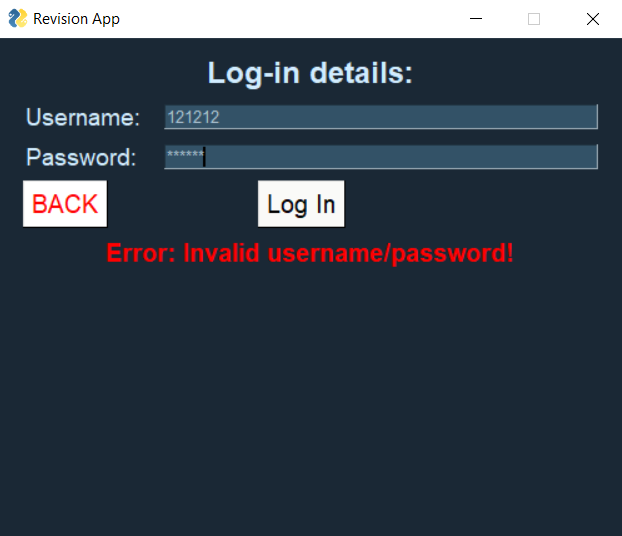 Revision App
Log-in details:
Username: 121212
Password: ******
BACK Log In
Error: Invalid username/password!